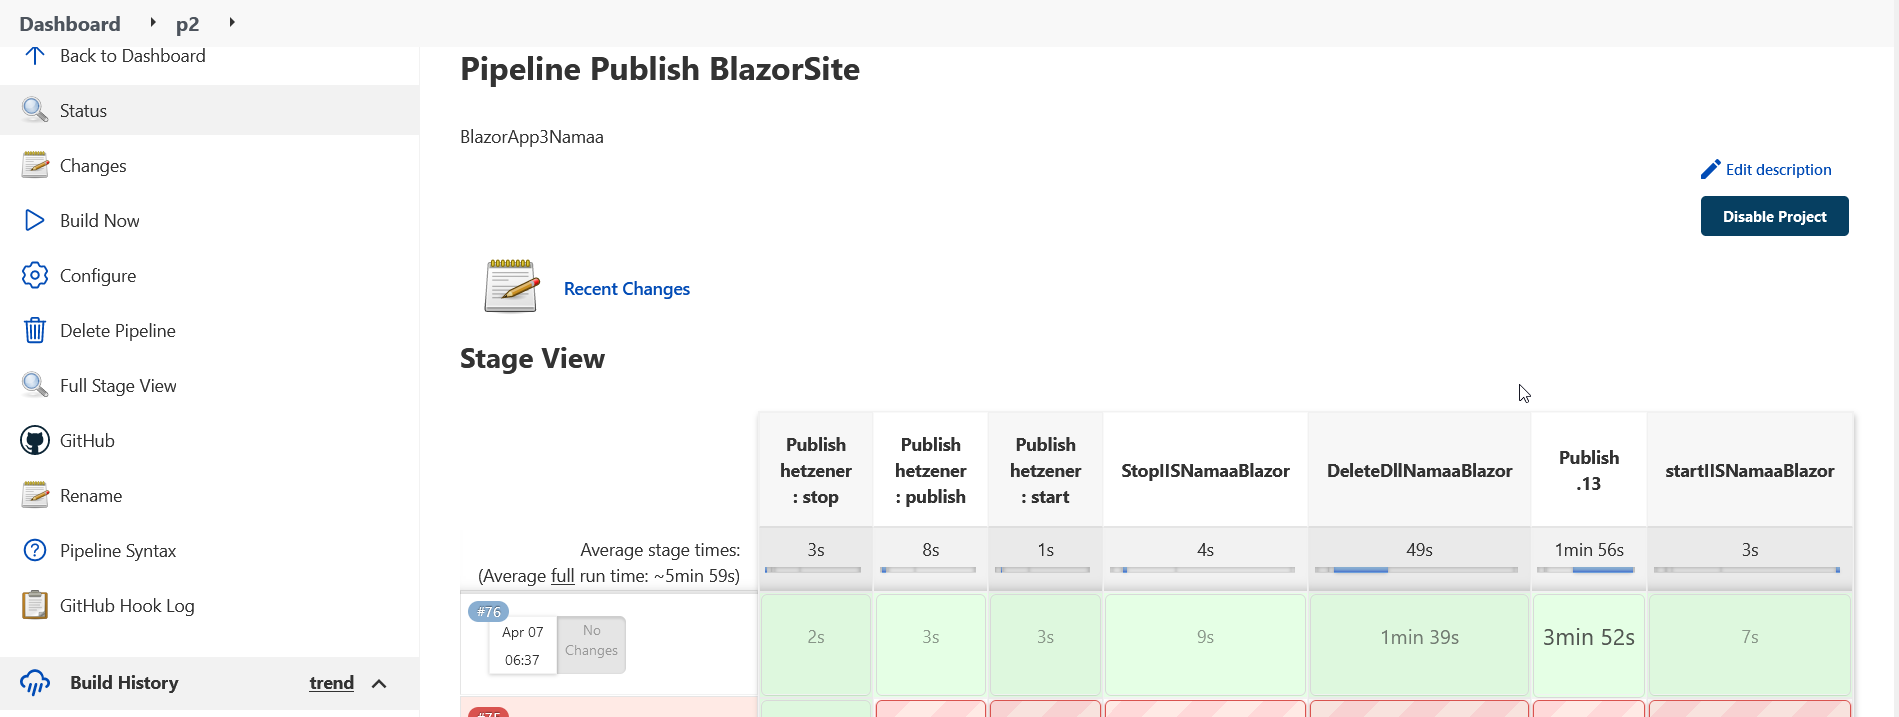 Dashboard p2
Back to Dashboard
Status
Changes
Build Now
Configure
Delete Pipeline
Full Stage View
GitHub
Rename
Pipeline Syntax
GitHub Hook Log
Build History trend
Pipeline Publish BlazorSite
BlazorApp3Namaa
Edit description
Disable Project
Recent Changes
Stage View
Publish
hetzener
: stop
Publish
hetzener
: publish
Publish
hetzener
: start
StopIISNamaaBlazor
DeleteDllNamaaBlazor
Publish
.13
startIISNamaaBlazor
Average stage times:
(Average full run time: ~5min 59s)
3s 8s 1s 4s 49s 1min 56s 3s
#76
Apr 07
06:37
No
Changes
2s 3s 3s 9s 1min 39s 3min 52s 7s
#75